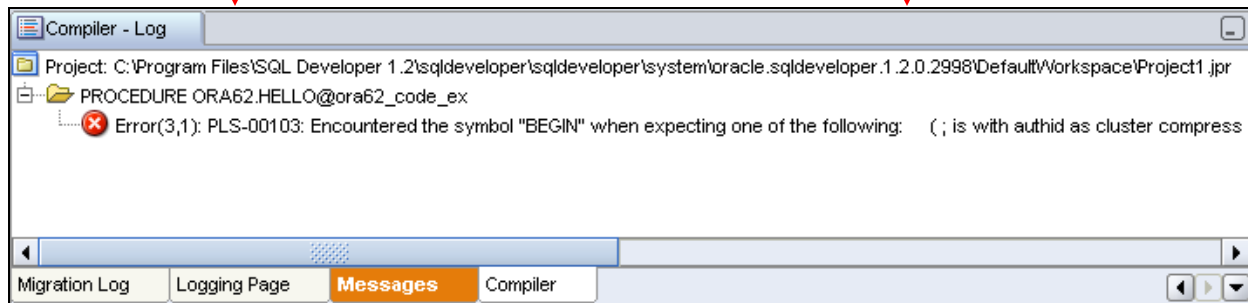 Compiler - Log
Project: C:\Program Files\SQL Developer 1.2\sqldeveloper\sqldeveloper\system\oracle.sqldeveloper.1.2.0.2998\DefaultWorkspace\Project1.jpr
PROCEDURE ORA62.HELLO@ora62_code_ex
Error(3,1): PLS-00103: Encountered the symbol "BEGIN" when expecting one of the following: ( ; is with authid as cluster compress
Migration Log Logging Page Messages Compiler